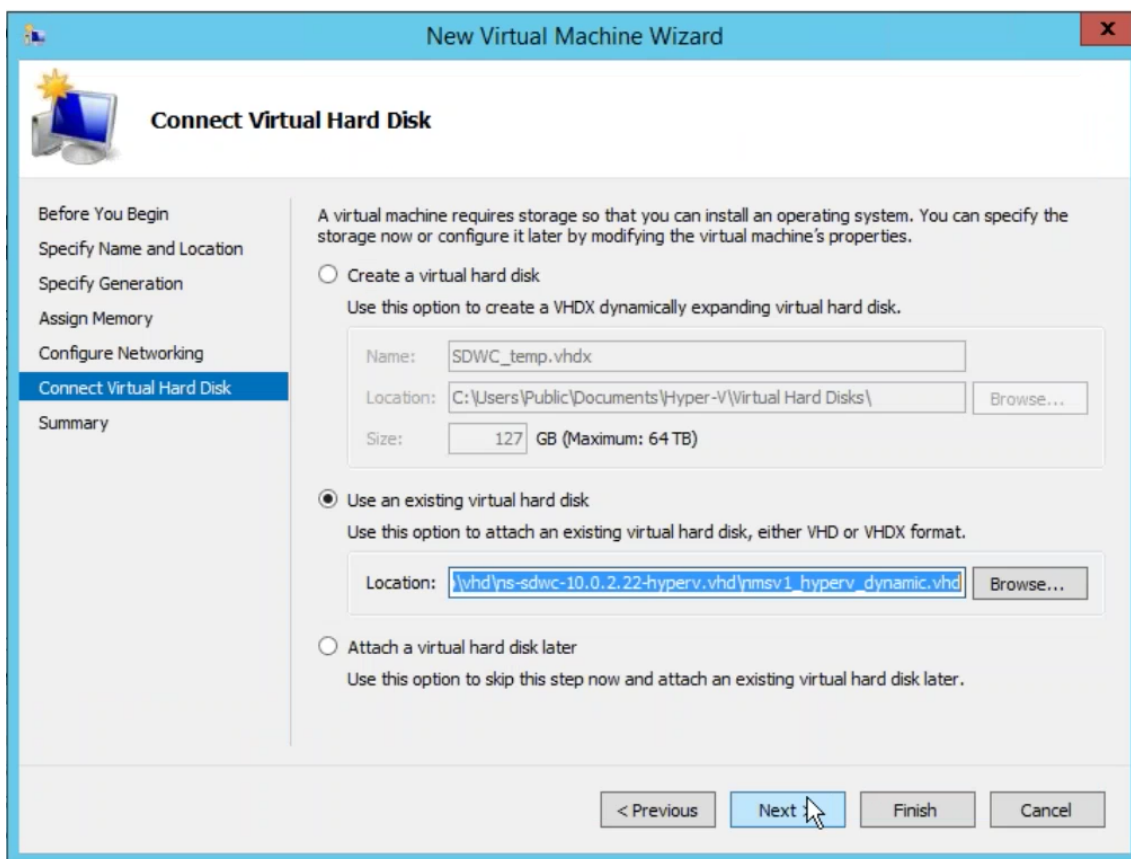 New Virtual Machine Wizard
x
Connect Virtual Hard Disk
Before You Begin
Specify Name and Location
Specify Generation
Assign Memory
Configure Networking
Connect Virtual Hard Disk
Summary
A virtual machine requires storage so that you can install an operating system. You can specify the
storage now or configure it later by modifying the virtual machine's properties.
Create a virtual hard disk
Use this option to create a VHDX dynamically expanding virtual hard disk.
Name: SDWC_temp.vhdx
Location: C:\Users\Public\Documents\Hyper-V\Virtual Hard Disks\ Browse...
Size: 127 GB (Maximum: 64 TB)
Use an existing virtual hard disk
Use this option to attach an existing virtual hard disk, either VHD or VHDX format.
Location: \vhd\ns-sdwc-10.0.2.22-hyperv.vhd\nmsv1_hyperv_dynamic.vhd Browse...
Attach a virtual hard disk later
Use this option to skip this step now and attach an existing virtual hard disk later.
< Previous Next > Finish Cancel